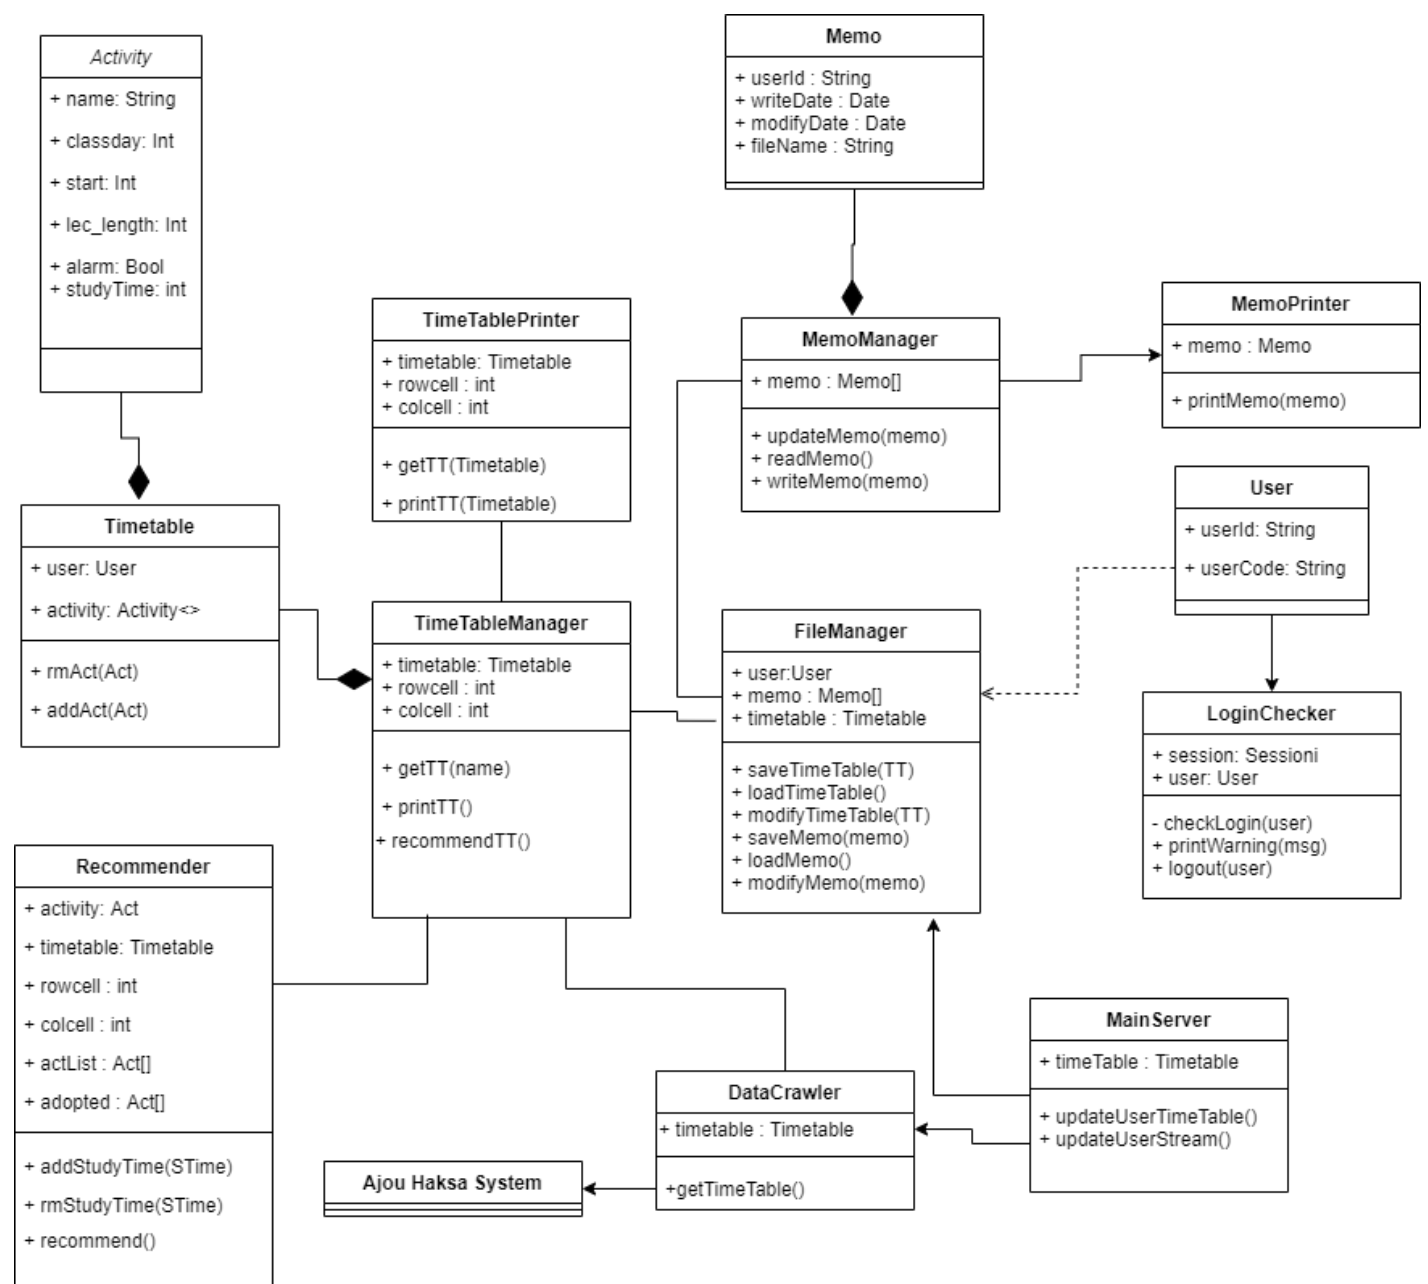 Activity
+ name: String
+ classday: Int
+ start: Int
+ lec_length: Int
+ alarm: Bool
+ studyTime: int
Memo
+ userId : String
+ writeDate : Date
+ modifyDate : Date
+ fileName : String
TimeTablePrinter
+ timetable: Timetable
+ rowcell : int
+ colcell : int
+ getTT(Timetable)
+ printTT(Timetable)
MemoManager
+ memo : Memo[]
+ updateMemo(memo)
+ readMemo()
+ writeMemo(memo)
MemoPrinter
+ memo : Memo
+ printMemo(memo)
User
+ userId: String
+ userCode: String
Timetable
+ user: User
+ activity: Activity<>
+ rmAct(Act)
+ addAct(Act)
TimeTableManager
+ timetable: Timetable
+ rowcell : int
+ colcell : int
+ getTT(name)
+ printTT()
+ recommendTT()
FileManager
+ user:User
+ memo : Memo[]
+ timetable : Timetable
+ saveTimeTable(TT)
+ loadTimeTable()
+ modifyTimeTable(TT)
+ saveMemo(memo)
+ loadMemo()
+ modifyMemo(memo)
LoginChecker
+ session: Sessioni
+ user: User
- checkLogin(user)
+ printWarning(msg)
+ logout(user)
Recommender
+ activity: Act
+ timetable: Timetable
+ rowcell : int
+ colcell : int
+ actList : Act[]
+ adopted : Act[]
+ addStudyTime(STime)
+ rmStudyTime(STime)
+ recommend()
MainServer
+ timeTable : Timetable
+ updateUserTimeTable()
+ updateUserStream()
DataCrawler
+ timetable : Timetable
+getTimeTable()
Ajou Haksa System